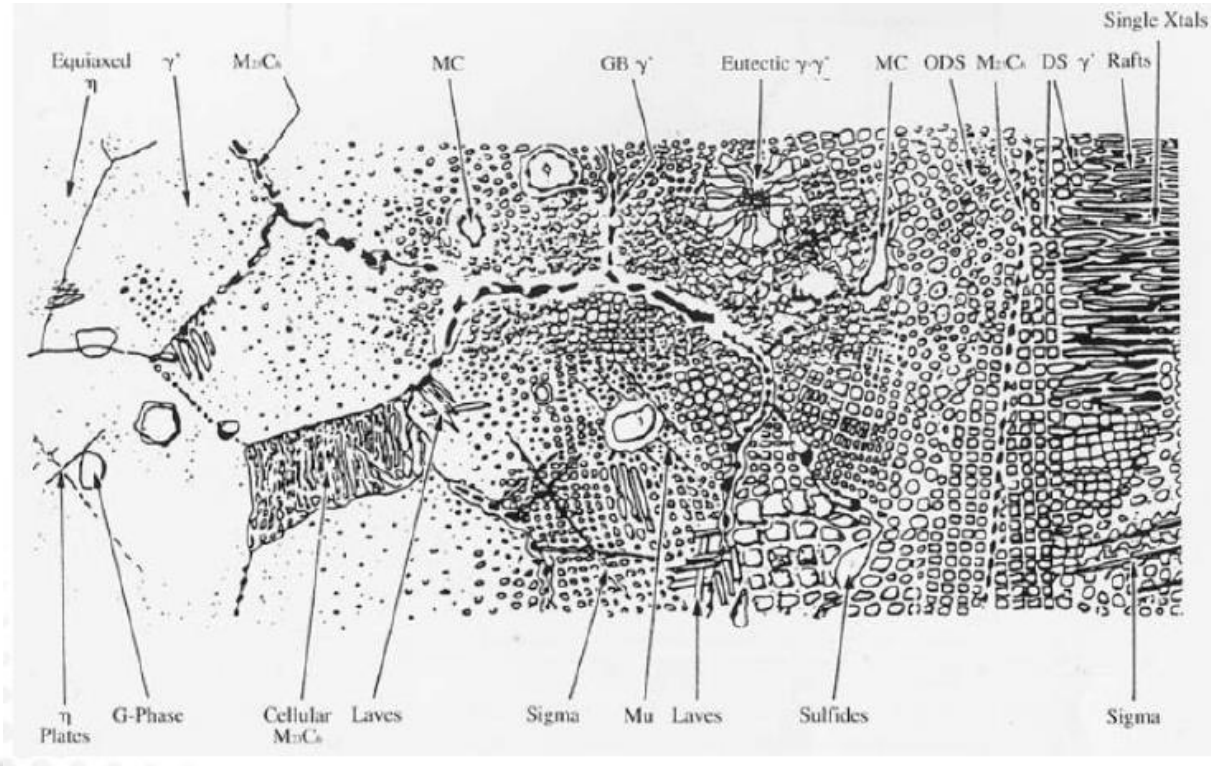 Single Xtals
Equiaxed γ' M₂₃C₆ MC GB γ' Eutectic γ-γ' MC ODS M₂₃C₆ DS γ' Rafts
η
η G-Phase Cellular Laves Sigma Mu Laves Sulfides Sigma
Plates M₂₃C₆